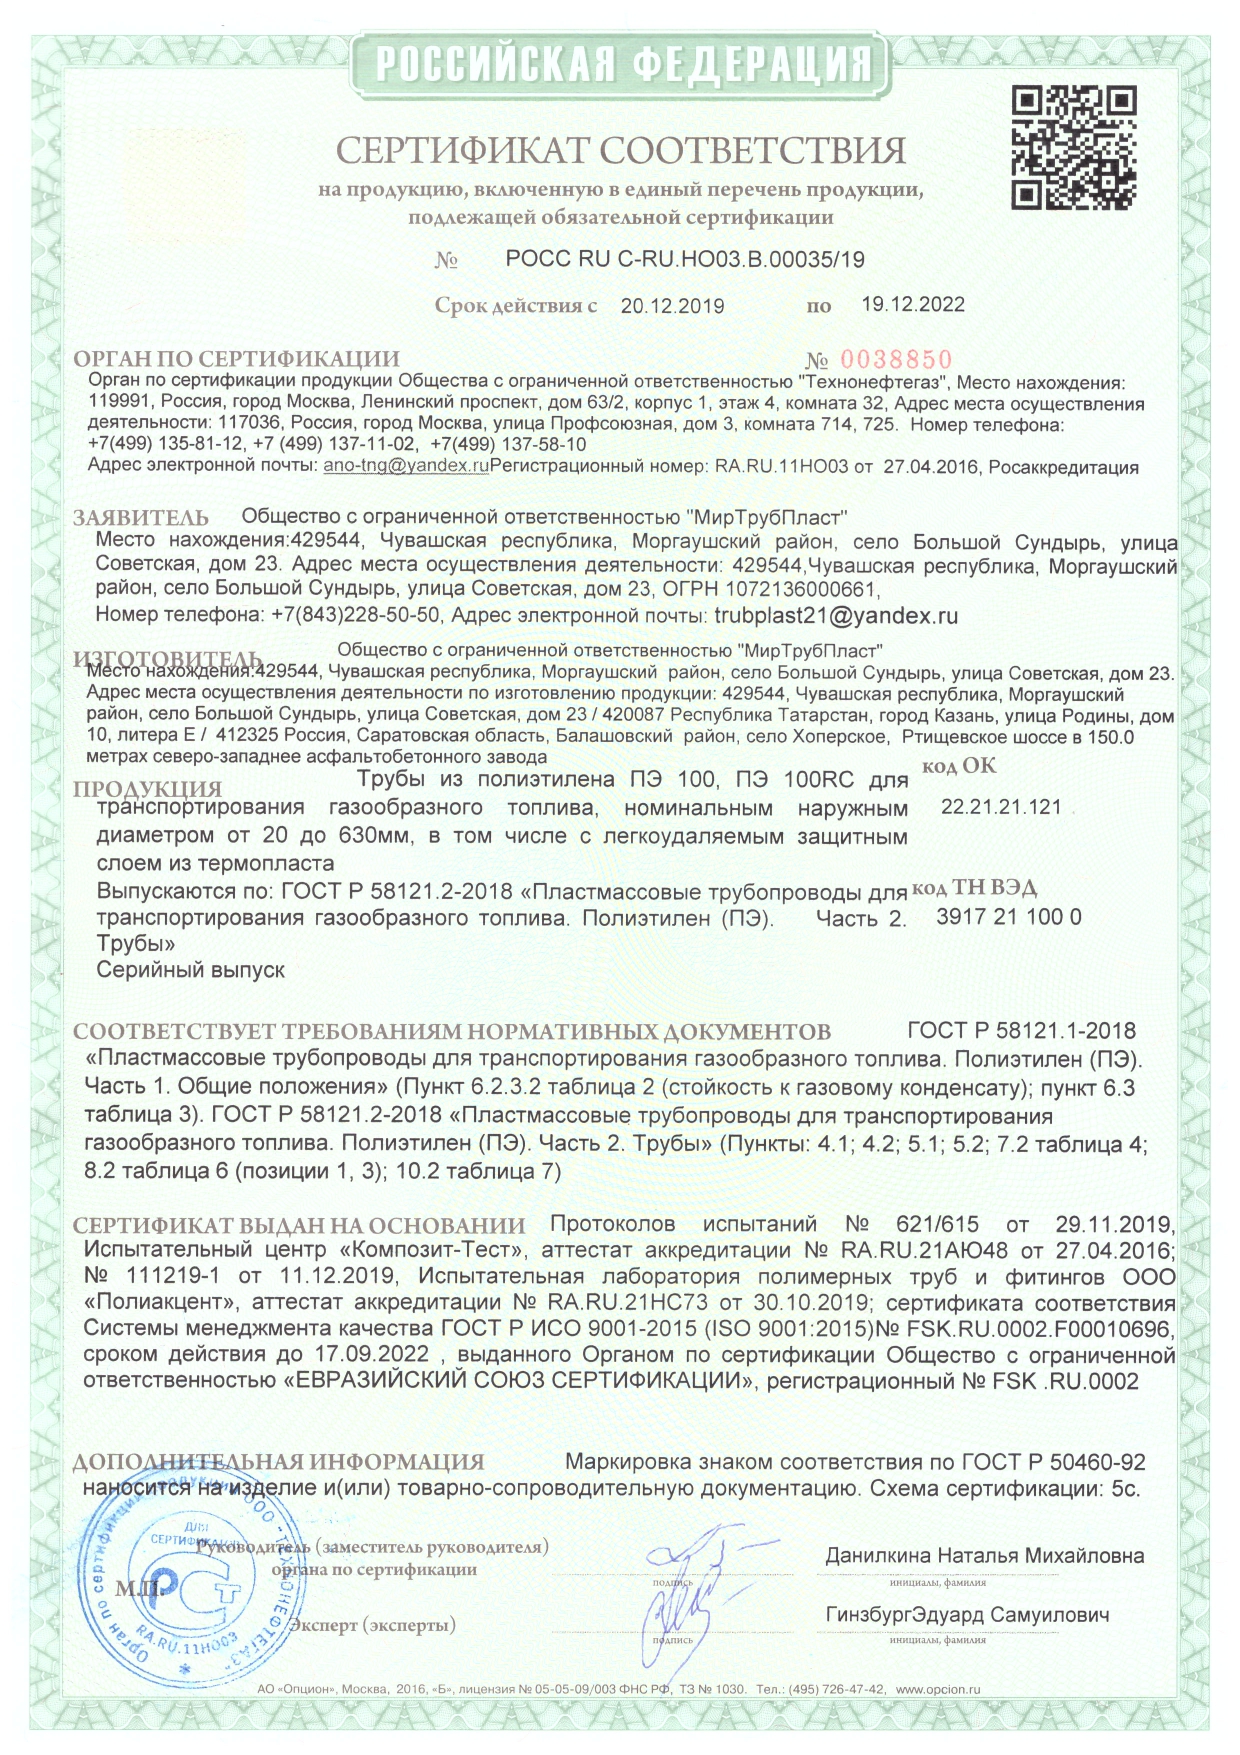 РОССИЙСКАЯ ФЕДЕРАЦИЯ
СЕРТИФИКАТ СООТВЕТСТВИЯ
на продукцию, включенную в единый перечень продукции,
подлежащей обязательной сертификации
№ РОСС RU C-RU.HO03.B.00035/19
Срок действия с 20.12.2019 по 19.12.2022
ОРГАН ПО СЕРТИФИКАЦИИ № 0038850
Орган по сертификации продукции Общества с ограниченной ответственностью "Технонефтегаз", Место нахождения:
119991, Россия, город Москва, Ленинский проспект, дом 63/2, корпус 1, этаж 4, комната 32, Адрес места осуществления
деятельности: 117036, Россия, город Москва, улица Профсоюзная, дом 3, комната 714, 725. Номер телефона:
+7(499) 135-81-12, +7 (499) 137-11-02, +7(499) 137-58-10
Адрес электронной почты: ano-tng@yandex.ruРегистрационный номер: RA.RU.11HO03 от 27.04.2016, Росаккредитация
ЗАЯВИТЕЛЬ Общество с ограниченной ответственностью "МирТрубПласт"
Место нахождения:429544, Чувашская республика, Моргаушский район, село Большой Сундырь, улица
Советская, дом 23. Адрес места осуществления деятельности: 429544,Чувашская республика, Моргаушский
район, село Большой Сундырь, улица Советская, дом 23, ОГРН 1072136000661,
Номер телефона: +7(843)228-50-50, Адрес электронной почты: trubplast21@yandex.ru
ИЗГОТОВИТЕЛЬ Общество с ограниченной ответственностью "МирТрубПласт"
Место нахождения:429544, Чувашская республика, Моргаушский район, село Большой Сундырь, улица Советская, дом 23.
Адрес места осуществления деятельности по изготовлению продукции: 429544, Чувашская республика, Моргаушский
район, село Большой Сундырь, улица Советская, дом 23 / 420087 Республика Татарстан, город Казань, улица Родины, дом
10, литера Е / 412325 Россия, Саратовская область, Балашовский район, село Хоперское, Ртищевское шоссе в 150.0
метрах северо-западнее асфальтобетонного завода
ПРОДУКЦИЯ Трубы из полиэтилена ПЭ 100, ПЭ 100RC для код ОК
транспортирования газообразного топлива, номинальным наружным 22.21.21.121
диаметром от 20 до 630мм, в том числе с легкоудаляемым защитным
слоем из термопласта
Выпускаются по: ГОСТ Р 58121.2-2018 «Пластмассовые трубопроводы для код ТН ВЭД
транспортирования газообразного топлива. Полиэтилен (ПЭ). Часть 2. 3917 21 100 0
Трубы»
Серийный выпуск
СООТВЕТСТВУЕТ ТРЕБОВАНИЯМ НОРМАТИВНЫХ ДОКУМЕНТОВ ГОСТ Р 58121.1-2018
«Пластмассовые трубопроводы для транспортирования газообразного топлива. Полиэтилен (ПЭ).
Часть 1. Общие положения» (Пункт 6.2.3.2 таблица 2 (стойкость к газовому конденсату); пункт 6.3
таблица 3). ГОСТ Р 58121.2-2018 «Пластмассовые трубопроводы для транспортирования
газообразного топлива. Полиэтилен (ПЭ). Часть 2. Трубы» (Пункты: 4.1; 4.2; 5.1; 5.2; 7.2 таблица 4;
8.2 таблица 6 (позиции 1, 3); 10.2 таблица 7)
СЕРТИФИКАТ ВЫДАН НА ОСНОВАНИИ Протоколов испытаний № 621/615 от 29.11.2019,
Испытательный центр «Композит-Тест», аттестат аккредитации № RA.RU.21АЮ48 от 27.04.2016;
№ 111219-1 от 11.12.2019, Испытательная лаборатория полимерных труб и фитингов ООО
«Полиакцент», аттестат аккредитации № RA.RU.21НС73 от 30.10.2019; сертификата соответствия
Системы менеджмента качества ГОСТ Р ИСО 9001-2015 (ISO 9001:2015)№ FSK.RU.0002.F00010696,
сроком действия до 17.09.2022 , выданного Органом по сертификации Общество с ограниченной
ответственностью «ЕВРАЗИЙСКИЙ СОЮЗ СЕРТИФИКАЦИИ», регистрационный № FSK .RU.0002
ДОПОЛНИТЕЛЬНАЯ ИНФОРМАЦИЯ Маркировка знаком соответствия по ГОСТ Р 50460-92
наносится на изделие и(или) товарно-сопроводительную документацию. Схема сертификации: 5с.
Руководитель (заместитель руководителя)
органа по сертификации
подпись
Данилкина Наталья Михайловна
инициалы, фамилия
М.П.
Эксперт (эксперты)
подпись
ГинзбургЭдуард Самуилович
инициалы, фамилия
Орган по сертификации продукции ООО "ТЕХНОНЕФТЕГАЗ"
ДЛЯ
СЕРТИФИКАТОВ
RA.RU.11НО03
АО «Опцион», Москва, 2016, «Б», лицензия № 05-05-09/003 ФНС РФ, ТЗ № 1030. Тел.: (495) 726-47-42, www.opcion.ru